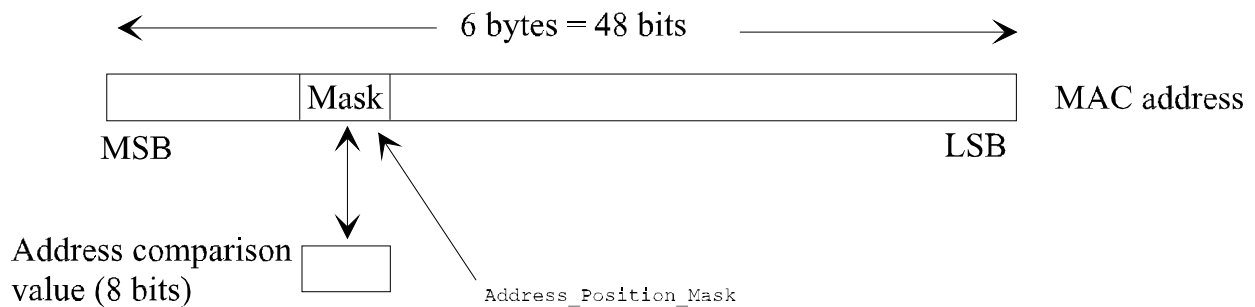 6 bytes = 48 bits
Mask
MAC address
MSB
LSB
Address comparison
value (8 bits)
Address_Position_Mask